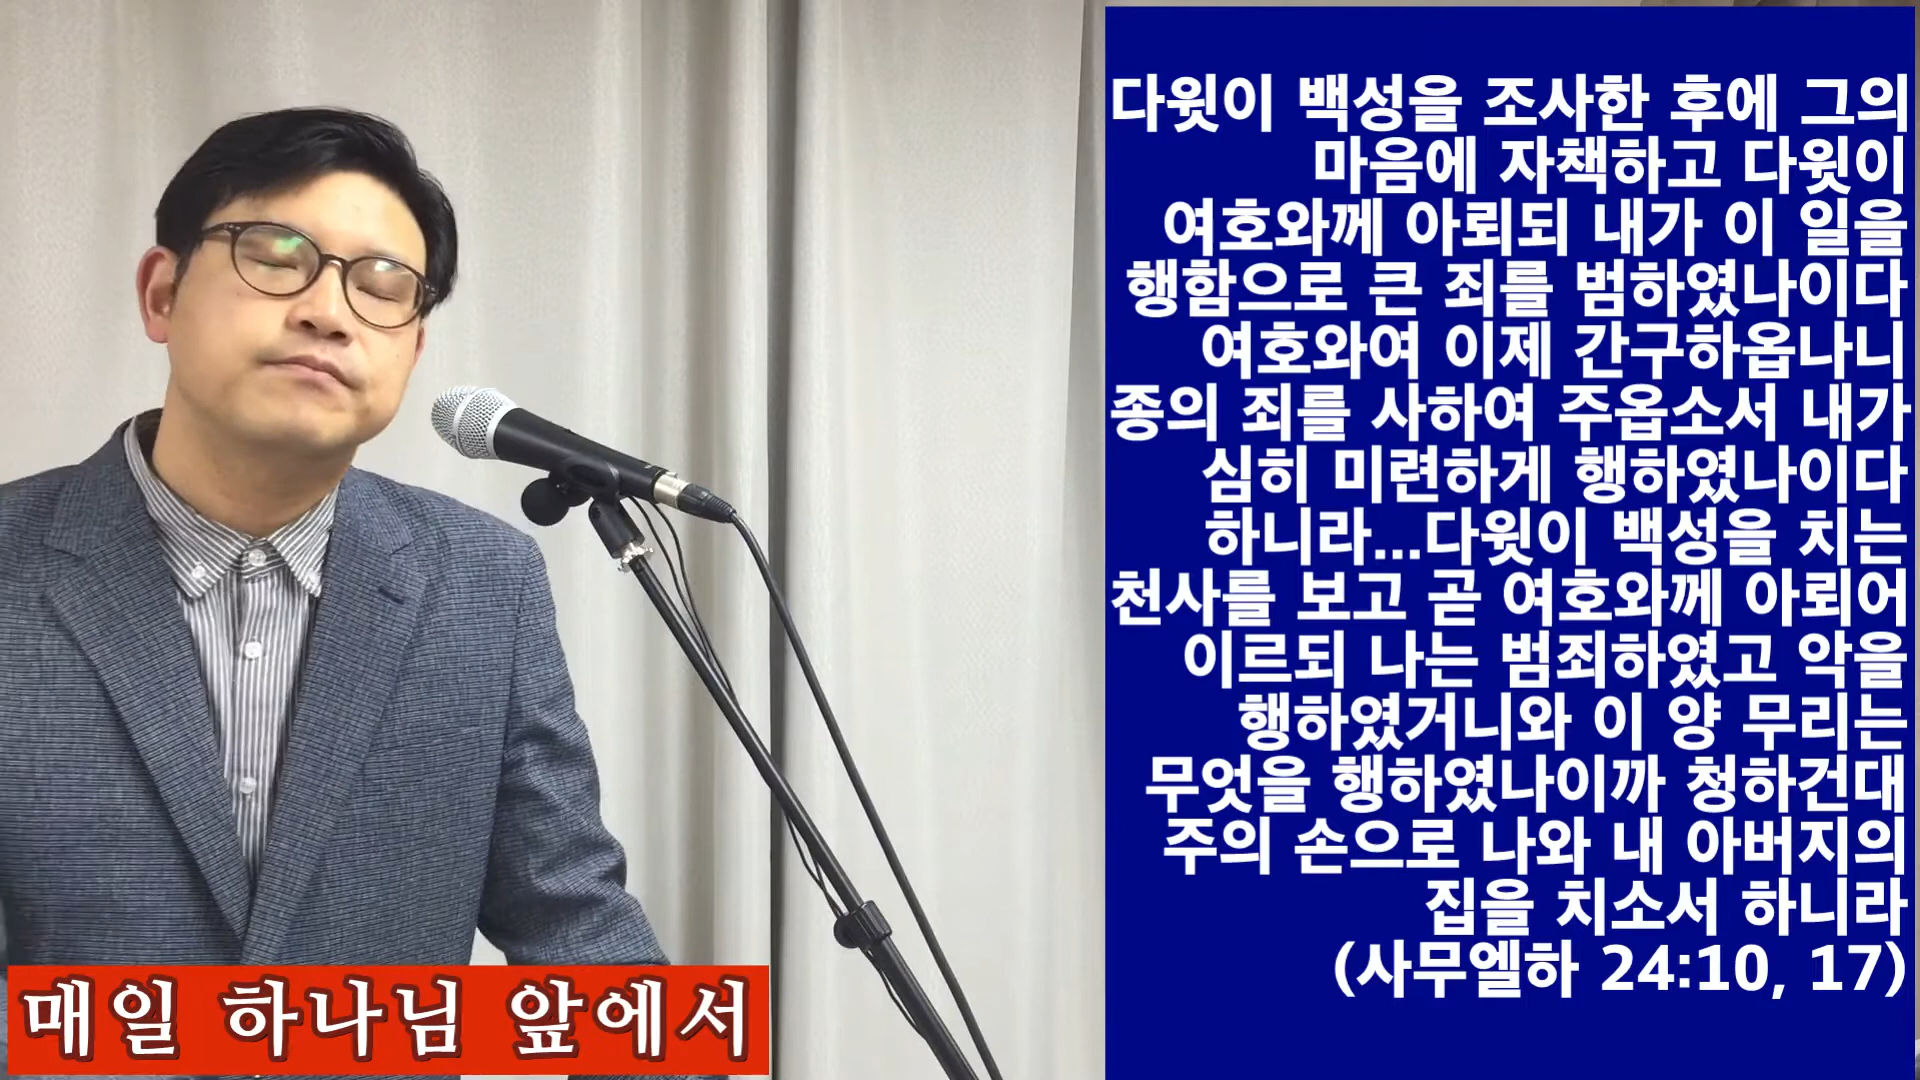 다윗이 백성을 조사한 후에 그의
마음에 자책하고 다윗이
여호와께 아뢰되 내가 이 일을
행함으로 큰 죄를 범하였나이다
여호와여 이제 간구하옵나니
종의 죄를 사하여 주옵소서 내가
심히 미련하게 행하였나이다
하니라...다윗이 백성을 치는
천사를 보고 곧 여호와께 아뢰어
이르되 나는 범죄하였고 악을
행하였거니와 이 양 무리는
무엇을 행하였나이까 청하건대
주의 손으로 나와 내 아버지의
집을 치소서 하니라
(사무엘하 24:10, 17)
매일 하나님 앞에서